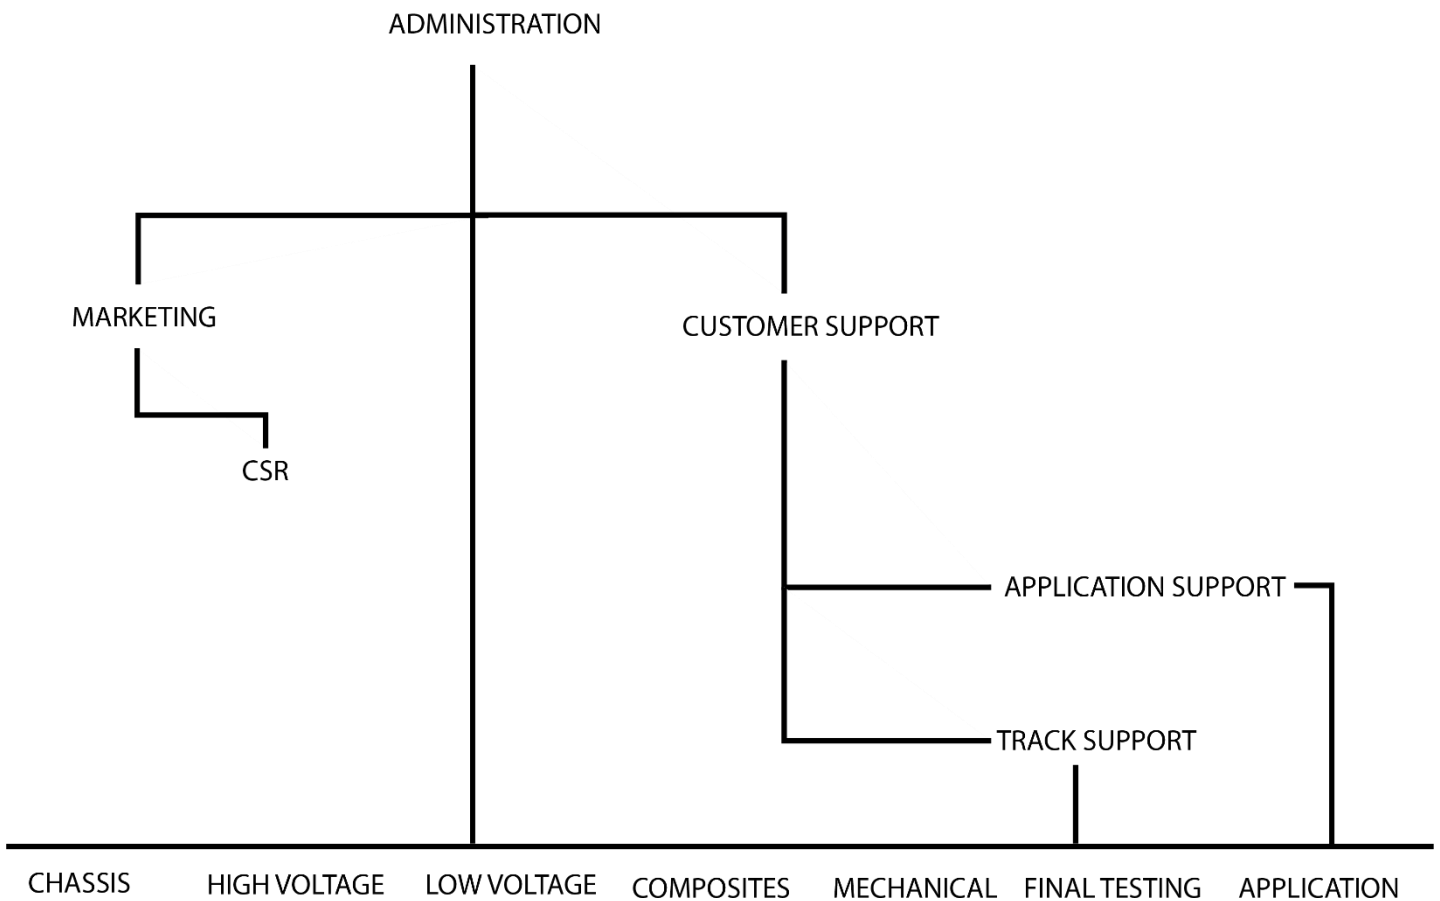 ADMINISTRATION
MARKETING
CUSTOMER SUPPORT
CSR
APPLICATION SUPPORT
TRACK SUPPORT
CHASSIS
HIGH VOLTAGE
LOW VOLTAGE
COMPOSITES
MECHANICAL
FINAL TESTING
APPLICATION